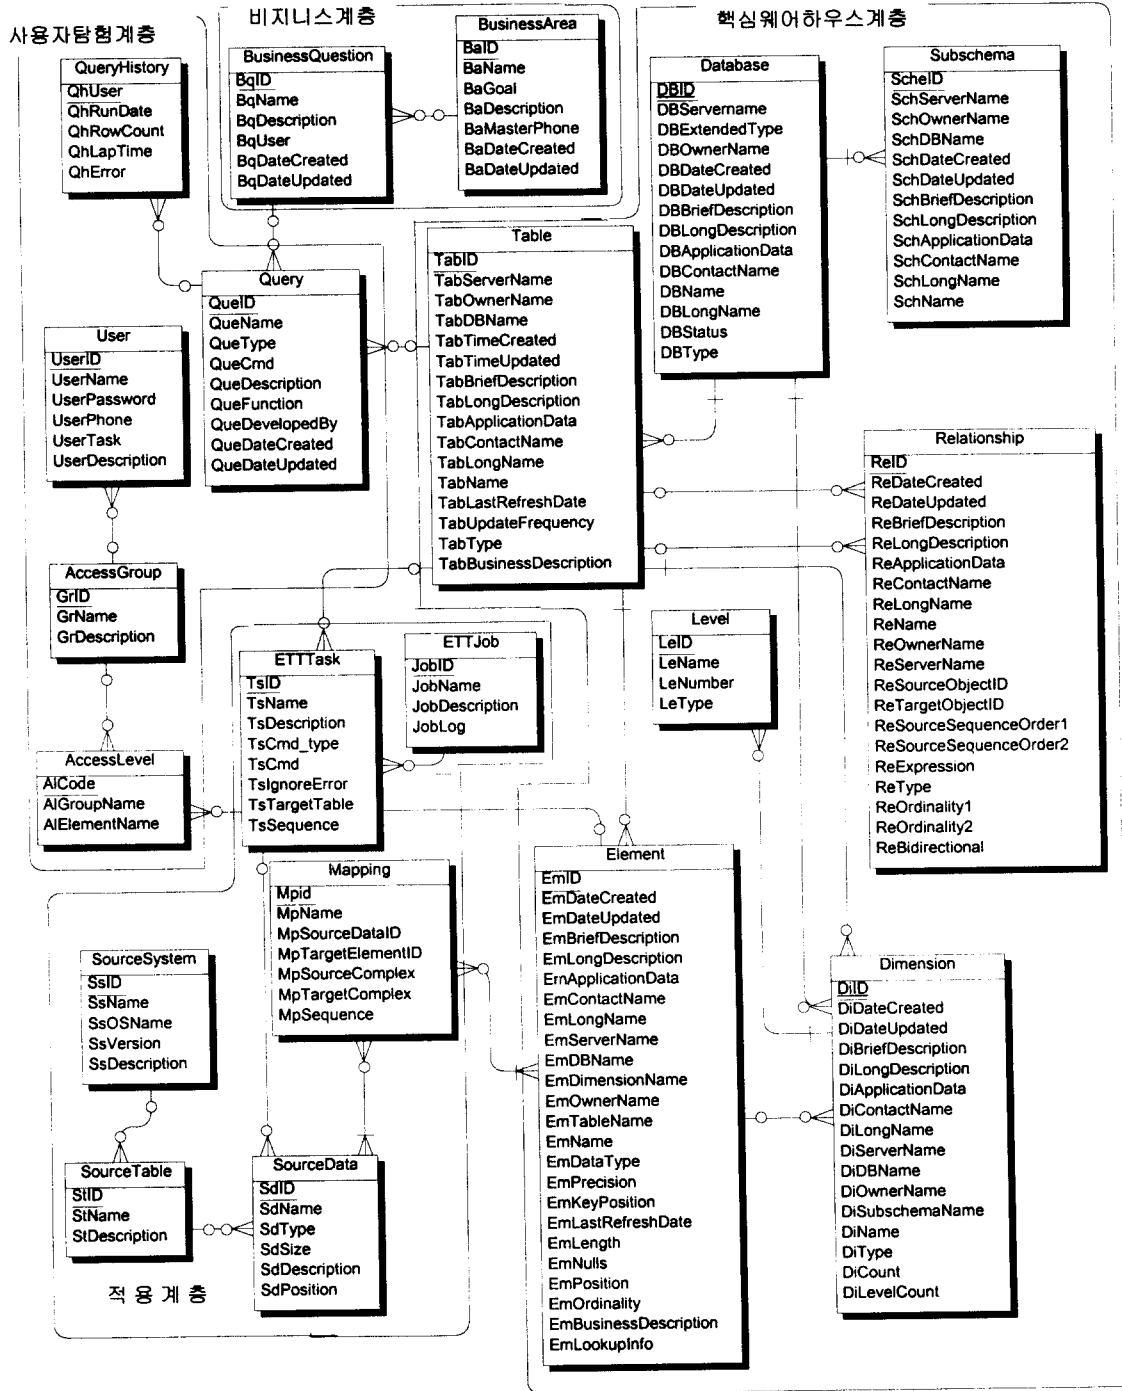 사용자탐험계층
비지니스계층
핵심웨어하우스계층
QueryHistory
QhUser
QhRunDate
QhRowCount
QhLapTime
QhError
BusinessQuestion
BqID
BqName
BqDescription
BqUser
BqDateCreated
BqDateUpdated
BusinessArea
BaID
BaName
BaGoal
BaDescription
BaMasterPhone
BaDateCreated
BaDateUpdated
Database
DBID
DBServername
DBExtendedType
DBOwnerName
DBDateCreated
DBDateUpdated
DBBriefDescription
DBLongDescription
DBApplicationData
DBContactName
DBName
DBLongName
DBStatus
DBType
Subschema
ScheID
SchServerName
SchOwnerName
SchDBName
SchDateCreated
SchDateUpdated
SchBriefDescription
SchLongDescription
SchApplicationData
SchContactName
SchLongName
SchName
Query
QueID
QueName
QueType
QueCmd
QueDescription
QueFunction
QueDevelopedBy
QueDateCreated
QueDateUpdated
Table
TabID
TabServerName
TabOwnerName
TabDBName
TabTimeCreated
TabTimeUpdated
TabBriefDescription
TabLongDescription
TabApplicationData
TabContactName
TabLongName
TabName
TabLastRefreshDate
TabUpdateFrequency
TabType
TabBusinessDescription
User
UserID
UserName
UserPassword
UserPhone
UserTask
UserDescription
Relationship
ReID
ReDateCreated
ReDateUpdated
ReBriefDescription
ReLongDescription
ReApplicationData
ReContactName
ReLongName
ReName
ReOwnerName
ReServerName
ReSourceObjectID
ReTargetObjectID
ReSourceSequenceOrder1
ReSourceSequenceOrder2
ReExpression
ReType
ReOrdinality1
ReOrdinality2
ReBidirectional
AccessGroup
GrID
GrName
GrDescription
ETTTask
TsID
TsName
TsDescription
TsCmd_type
TsCmd
TsIgnoreError
TsTargetTable
TsSequence
ETTJob
JobID
JobName
JobDescription
JobLog
Level
LeID
LeName
LeNumber
LeType
AccessLevel
AlCode
AlGroupName
AlElementName
Mapping
Mpid
MpName
MpSourceDataID
MpTargetElementID
MpSourceComplex
MpTargetComplex
MpSequence
Element
EmID
EmDateCreated
EmDateUpdated
EmBriefDescription
EmLongDescription
EmApplicationData
EmContactName
EmLongName
EmServerName
EmDBName
EmDimensionName
EmOwnerName
EmTableName
EmName
EmDataType
EmPrecision
EmKeyPosition
EmLastRefreshDate
EmLength
EmNulls
EmPosition
EmOrdinality
EmBusinessDescription
EmLookupInfo
SourceSystem
SsID
SsName
SsOSName
SsVersion
SsDescription
Dimension
DiID
DiDateCreated
DiDateUpdated
DiBriefDescription
DiLongDescription
DiApplicationData
DiContactName
DiLongName
DiServerName
DiDBName
DiOwnerName
DiSubschemaName
DiName
DiType
DiCount
DiLevelCount
SourceTable
StID
StName
StDescription
SourceData
SdID
SdName
SdType
SdSize
SdDescription
SdPosition
적용계층